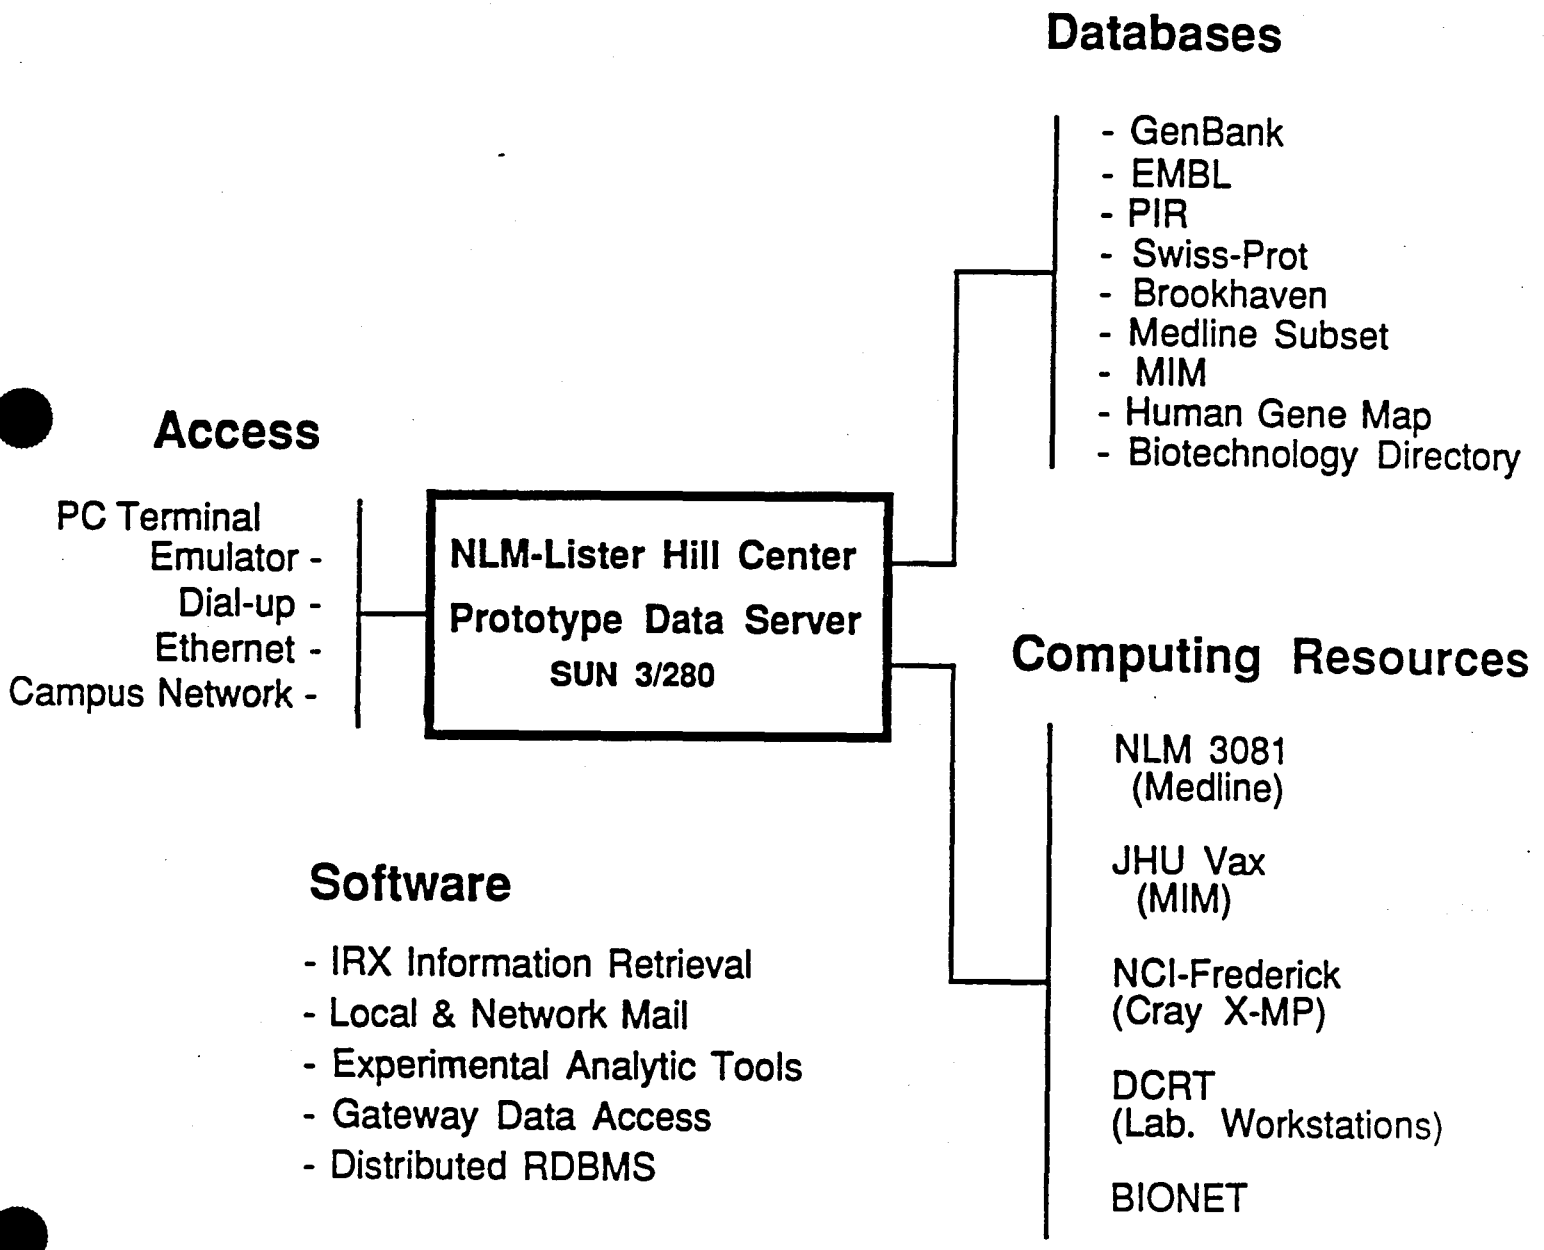 Databases
- GenBank
- EMBL
- PIR
- Swiss-Prot
- Brookhaven
- Medline Subset
- MIM
- Human Gene Map
- Biotechnology Directory
Access
PC Terminal
Emulator -
Dial-up -
Ethernet -
Campus Network -
NLM-Lister Hill Center
Prototype Data Server
SUN 3/280
Computing Resources
NLM 3081
(Medline)
JHU Vax
(MIM)
NCI-Frederick
(Cray X-MP)
DCRT
(Lab. Workstations)
BIONET
Software
- IRX Information Retrieval
- Local & Network Mail
- Experimental Analytic Tools
- Gateway Data Access
- Distributed RDBMS